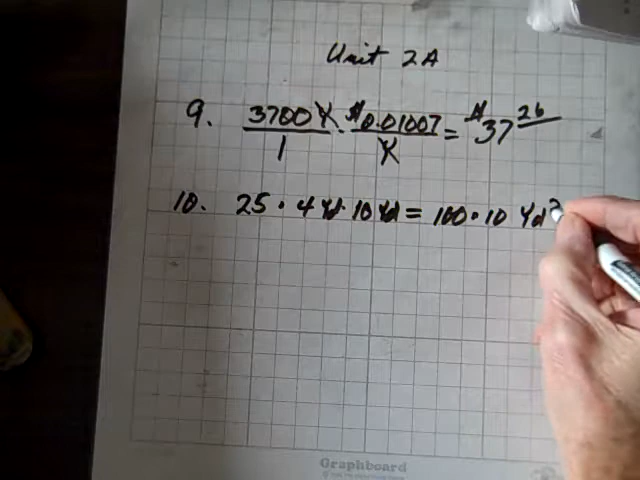 Unit 2A
9. 3700 ¥/1 · $0.01007/¥ = $37 26
10. 25 · 4 Yd · 10 Yd = 100 · 10 Yd²
Graphboard